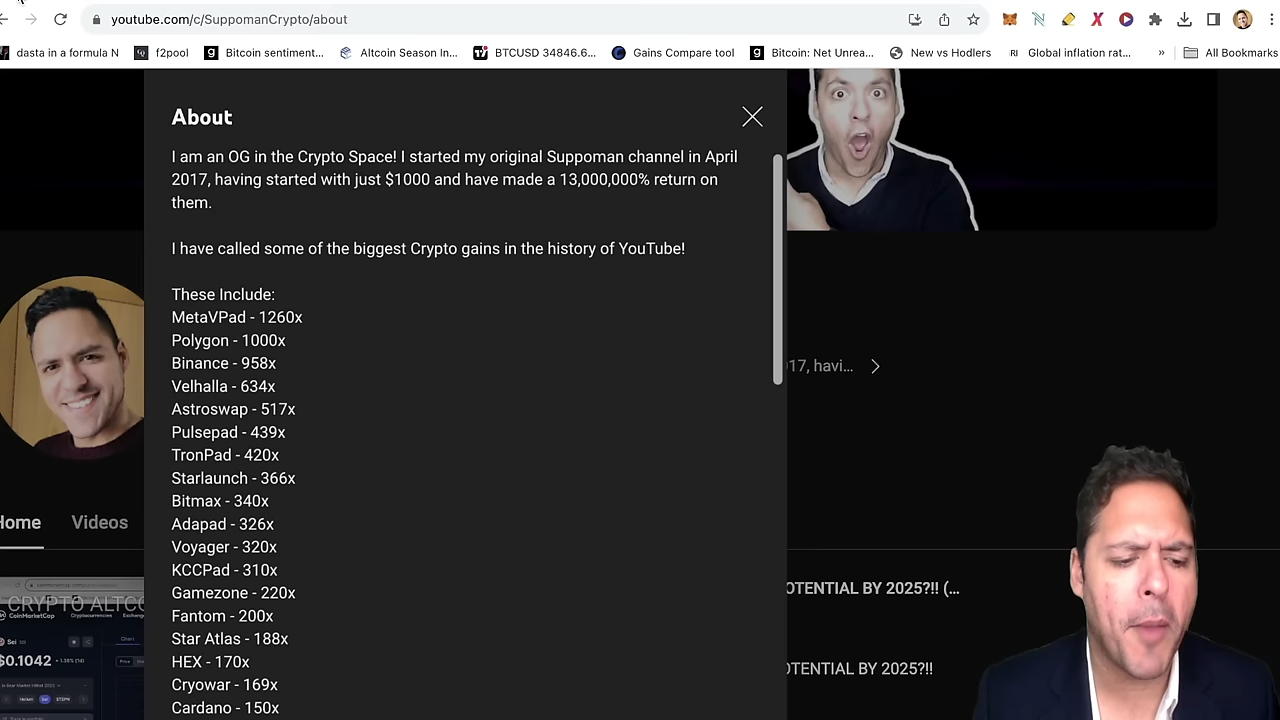 youtube.com/c/SuppomanCrypto/about
dasta in a formula N
f2pool
Bitcoin sentiment...
Altcoin Season In...
BTCUSD 34846.6...
Gains Compare tool
Bitcoin: Net Unrea...
New vs Hodlers
RI Global inflation rat...
»
All Bookmarks
About
I am an OG in the Crypto Space! I started my original Suppoman channel in April
2017, having started with just $1000 and have made a 13,000,000% return on
them.
I have called some of the biggest Crypto gains in the history of YouTube!
These Include:
MetaVPad - 1260x
Polygon - 1000x
Binance - 958x
Velhalla - 634x
Astroswap - 517x
Pulsepad - 439x
TronPad - 420x
Starlaunch - 366x
Bitmax - 340x
Adapad - 326x
Voyager - 320x
KCCPad - 310x
Gamezone - 220x
Fantom - 200x
Star Atlas - 188x
HEX - 170x
Cryowar - 169x
Cardano - 150x
017, havi...
Home
Videos
CRYPTO ALTCO
CoinMarketCap
Cryptocurrencies
Sei
$0.1042
OTENTIAL BY 2025?!! (...
OTENTIAL BY 2025?!!